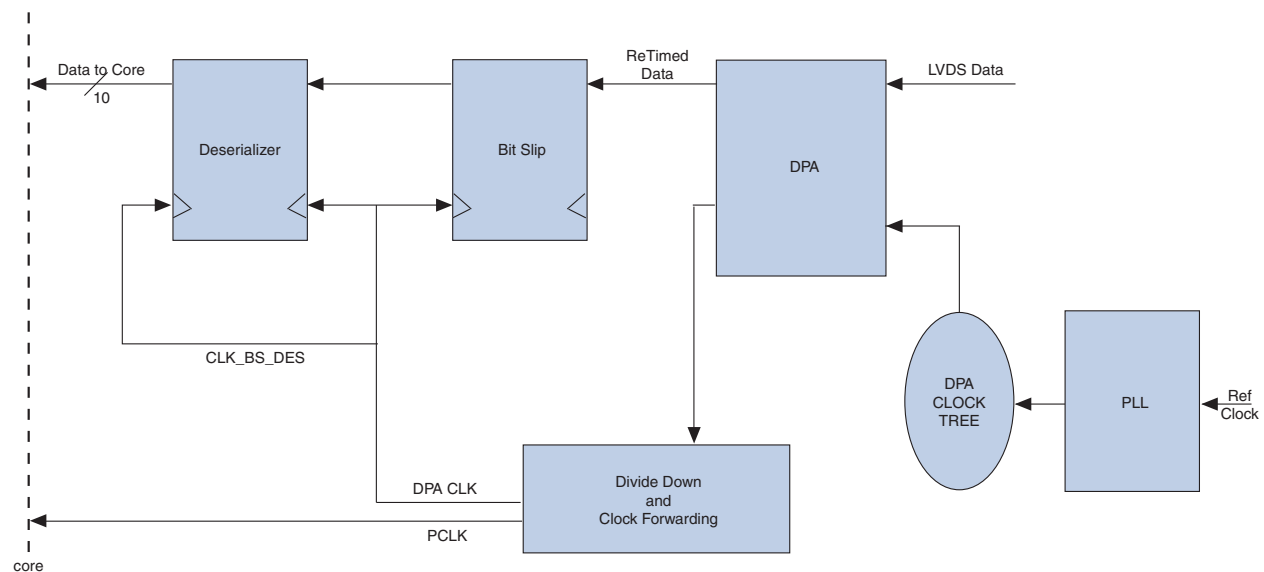 Data to Core
10
Deserializer
Bit Slip
ReTimed
Data
DPA
LVDS Data
CLK_BS_DES
DPA
CLOCK
TREE
PLL
Ref
Clock
Divide Down
and
Clock Forwarding
DPA CLK
PCLK
core